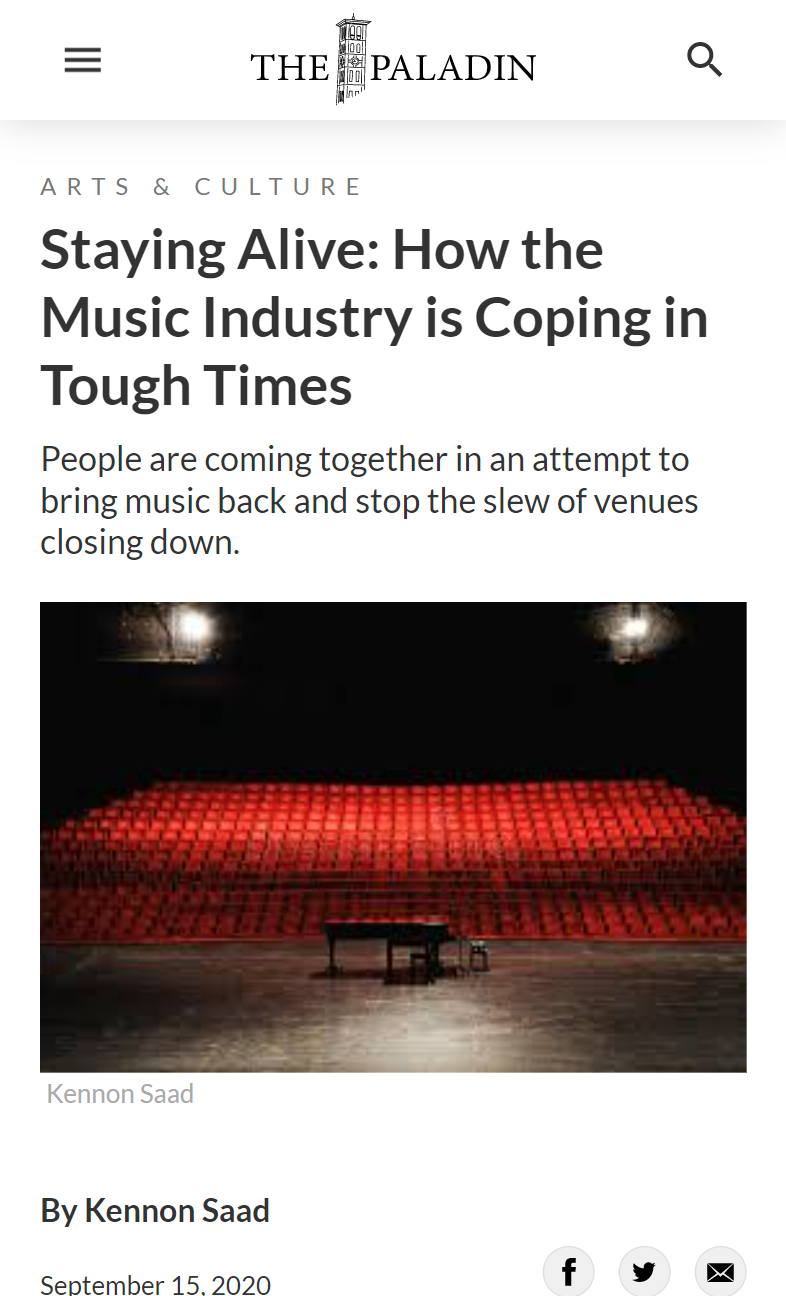 THE PALADIN
ARTS & CULTURE
Staying Alive: How the
Music Industry is Coping in
Tough Times
People are coming together in an attempt to
bring music back and stop the slew of venues
closing down.
Kennon Saad
By Kennon Saad
September 15, 2020